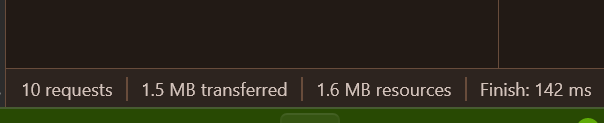 10 requests 1.5 MB transferred 1.6 MB resources Finish: 142 ms